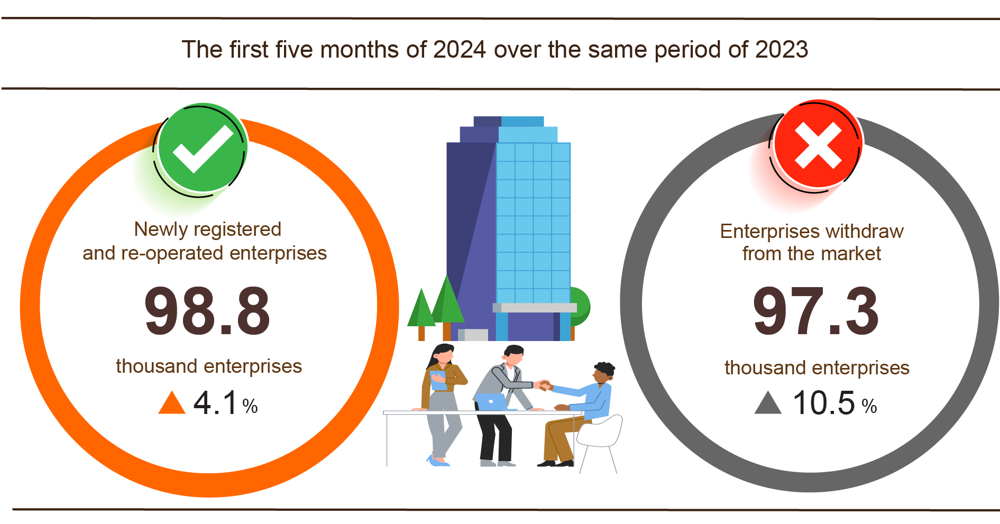 The first five months of 2024 over the same period of 2023
Newly registered
and re-operated enterprises
98.8
thousand enterprises
4.1 %
Enterprises withdraw
from the market
97.3
thousand enterprises
10.5 %